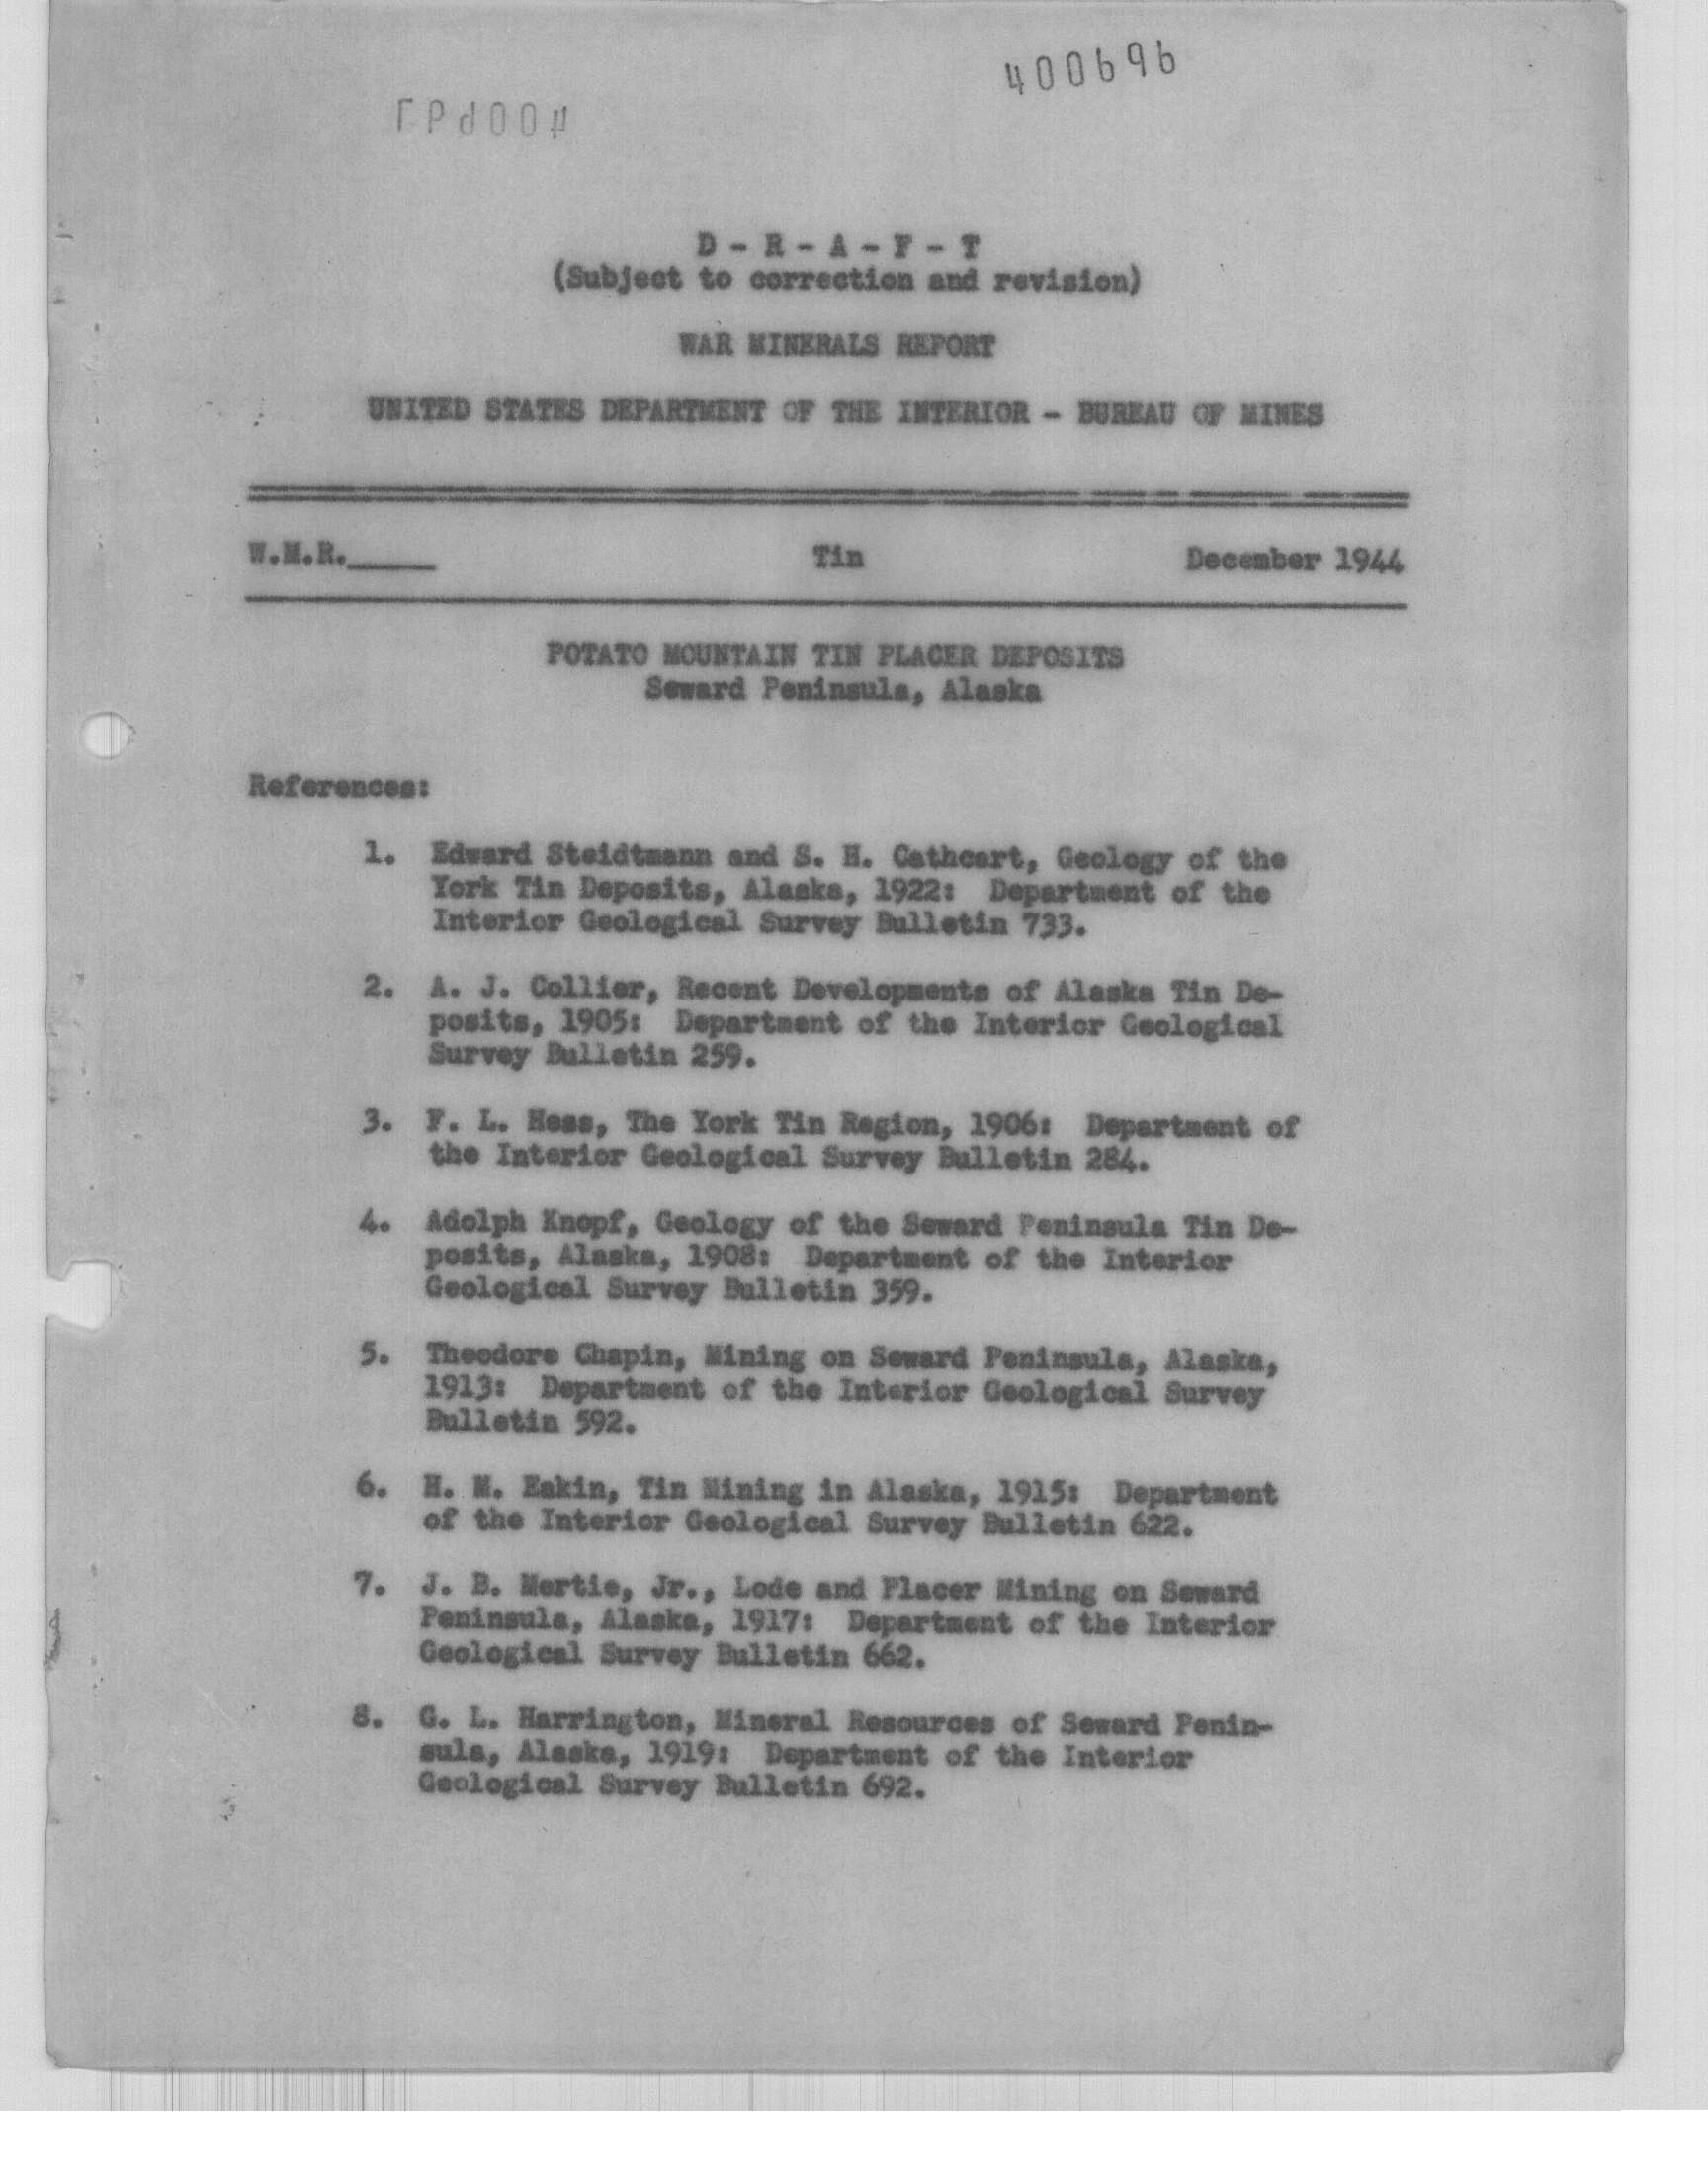 400696
D - R - A - F - T
(Subject to correction and revision)
WAR MINERALS REPORT
UNITED STATES DEPARTMENT OF THE INTERIOR - BUREAU OF MINES
W.M.R._____ Tin December 1944
POTATO MOUNTAIN TIN PLACER DEPOSITS
Seward Peninsula, Alaska
References:
1. Edward Steidtmann and S. H. Cathcart, Geology of the
York Tin Deposits, Alaska, 1922: Department of the
Interior Geological Survey Bulletin 733.
2. A. J. Collier, Recent Developments of Alaska Tin De-
posits, 1905: Department of the Interior Geological
Survey Bulletin 259.
3. F. L. Hess, The York Tin Region, 1906: Department of
the Interior Geological Survey Bulletin 284.
4. Adolph Knopf, Geology of the Seward Peninsula Tin De-
posits, Alaska, 1908: Department of the Interior
Geological Survey Bulletin 359.
5. Theodore Chapin, Mining on Seward Peninsula, Alaska,
1913: Department of the Interior Geological Survey
Bulletin 592.
6. H. M. Eakin, Tin Mining in Alaska, 1915: Department
of the Interior Geological Survey Bulletin 622.
7. J. B. Mertie, Jr., Lode and Placer Mining on Seward
Peninsula, Alaska, 1917: Department of the Interior
Geological Survey Bulletin 662.
8. G. L. Harrington, Mineral Resources of Seward Penin-
sula, Alaska, 1919: Department of the Interior
Geological Survey Bulletin 692.